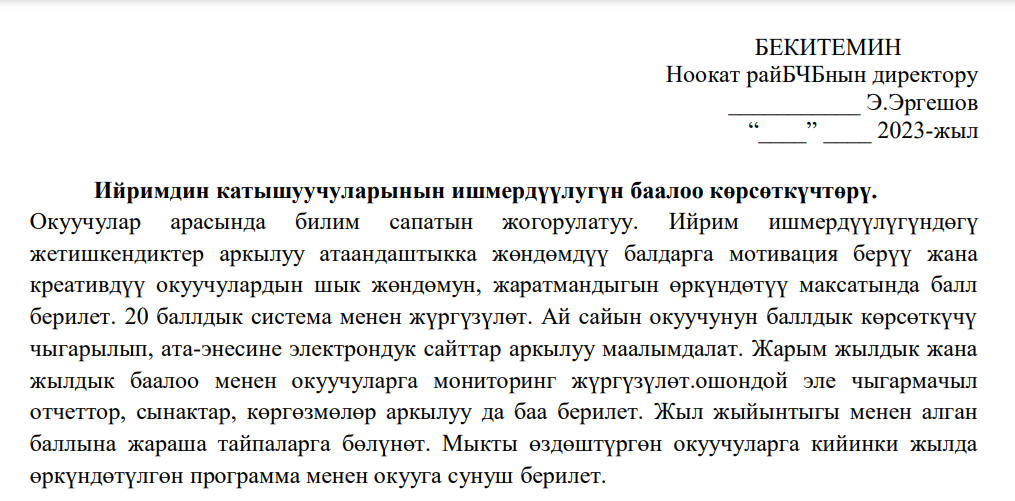 БЕКИТЕМИН
Ноокат райБЧБнын директору
___________ Э.Эргешов
“____” ____ 2023-жыл
Ийримдин катышуучуларынын ишмердүүлугүн баалоо көрсөткүчтөрү.
Окуучулар арасында билим сапатын жогорулатуу. Ийрим ишмердүүлүгүндөгү
жетишкендиктер аркылуу атаандаштыкка жөндөмдүү балдарга мотивация берүү жана
креативдүү окуучулардын шык жөндөмун, жаратмандыгын өркүндөтүү максатында балл
берилет. 20 баллдык система менен жүргүзүлөт. Ай сайын окуучунун баллдык көрсөткүчү
чыгарылып, ата-энесине электрондук сайттар аркылуу маалымдалат. Жарым жылдык жана
жылдык баалоо менен окуучуларга мониторинг жүргүзүлөт.ошондой эле чыгармачыл
отчеттор, сынактар, көргөзмөлөр аркылуу да баа берилет. Жыл жыйынтыгы менен алган
баллына жараша тайпаларга бөлүнөт. Мыкты өздөштүргөн окуучуларга кийинки жылда
өркүндөтүлгөн программа менен окууга сунуш берилет.